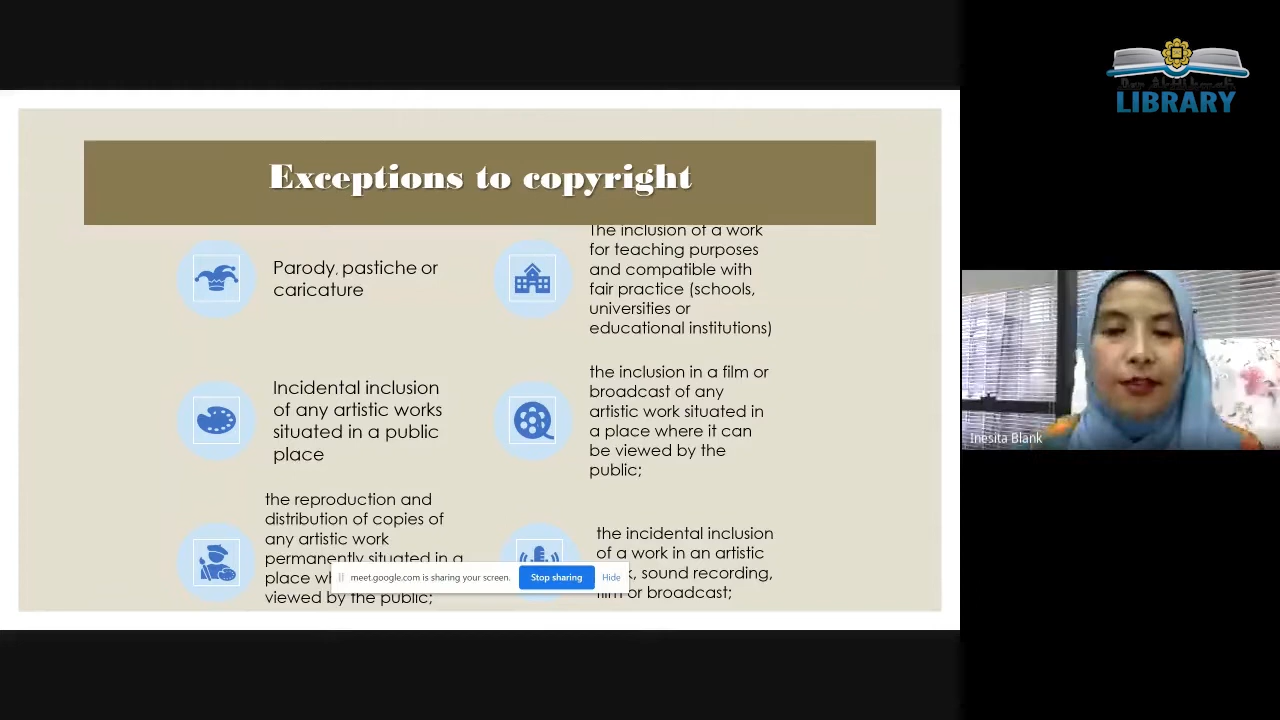 LIBRARY
Exceptions to copyright
Parody, pastiche or
caricature
The inclusion of a work
for teaching purposes
and compatible with
fair practice (schools,
universities or
educational institutions)
Incidental inclusion
of any artistic works
situated in a public
place
the inclusion in a film or
broadcast of any
artistic work situated in
a place where it can
be viewed by the
public;
the reproduction and
distribution of copies of
any artistic work
permanently situated in a
place
viewed by the public;
the incidental inclusion
of a work in an artistic
sound recording,
film or broadcast;
meet.google.com is sharing your screen.
Stop sharing
Hide
Inesita Blank